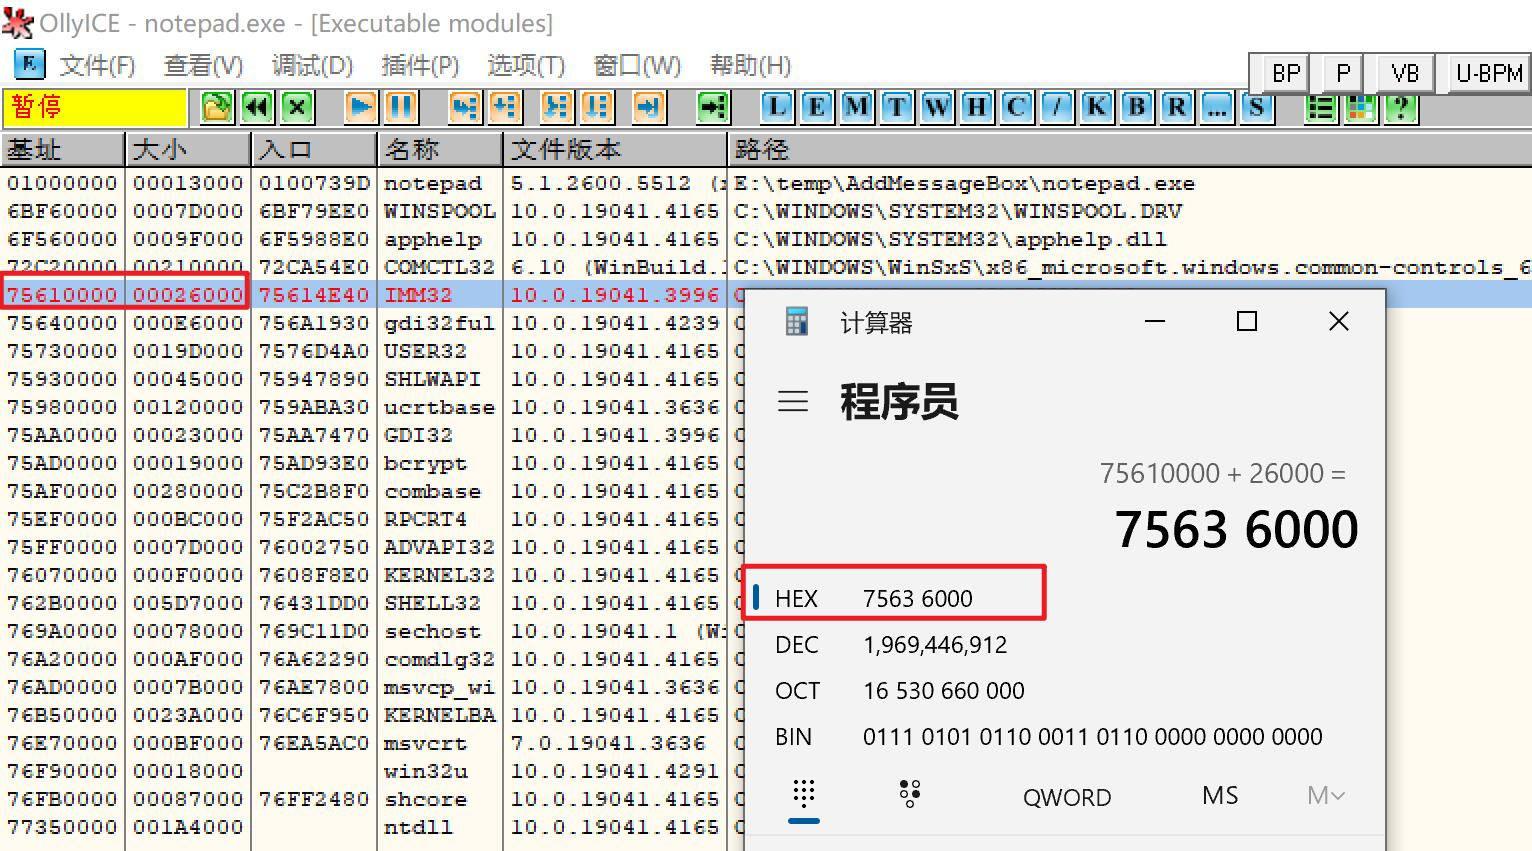 OllyICE - notepad.exe - [Executable modules]
E 文件(F) 查看(V) 调试(D) 插件(P) 选项(T) 窗口(W) 帮助(H) BP P VB U-BPM
暂停 L E M T W H C / K B R ... S ?
基址 大小 入口 名称 文件版本 路径
01000000 00013000 0100739D notepad 5.1.2600.5512 (x E:\temp\AddMessageBox\notepad.exe
6BF60000 0007D000 6BF79EE0 WINSPOOL 10.0.19041.4165 C:\WINDOWS\SYSTEM32\WINSPOOL.DRV
6F560000 0009F000 6F5988E0 apphelp 10.0.19041.4165 C:\WINDOWS\SYSTEM32\apphelp.dll
72C20000 00210000 72CA54E0 COMCTL32 6.10 (WinBuild. C:\WINDOWS\WinSxS\x86_microsoft.windows.common-controls_6
75610000 00026000 75614E40 IMM32 10.0.19041.3996 C
75640000 000E6000 756A1930 gdi32ful 10.0.19041.4239 C
75730000 0019D000 7576D4A0 USER32 10.0.19041.4165 C
75930000 00045000 75947890 SHLWAPI 10.0.19041.4165 C
75980000 00120000 759ABA30 ucrtbase 10.0.19041.3636 C
75AA0000 00023000 75AA7470 GDI32 10.0.19041.3996 C
75AD0000 00019000 75AD93E0 bcrypt 10.0.19041.4165 C
75AF0000 00280000 75C2B8F0 combase 10.0.19041.4165 C
75EF0000 000BC000 75F2AC50 RPCRT4 10.0.19041.4165 C
75FF0000 0007D000 76002750 ADVAPI32 10.0.19041.4165 C
76070000 000F0000 7608F8E0 KERNEL32 10.0.19041.4165 C
762B0000 005D7000 76431DD0 SHELL32 10.0.19041.4165 C
769A0000 00078000 769C11D0 sechost 10.0.19041.1 (Wi C
76A20000 000AF000 76A62290 comdlg32 10.0.19041.4165 C
76AD0000 0007B000 76AE7800 msvcp_wi 10.0.19041.3636 C
76B50000 0023A000 76C6F950 KERNELBA 10.0.19041.4165 C
76E70000 000BF000 76EA5AC0 msvcrt 7.0.19041.3636 C
76F90000 00018000 win32u 10.0.19041.4291 C
76FB0000 00087000 76FF2480 shcore 10.0.19041.4165 C
77350000 001A4000 ntdll 10.0.19041.4165 C
计算器
程序员
75610000 + 26000 =
7563 6000
HEX 7563 6000
DEC 1,969,446,912
OCT 16 530 660 000
BIN 0111 0101 0110 0011 0110 0000 0000 0000
QWORD MS M